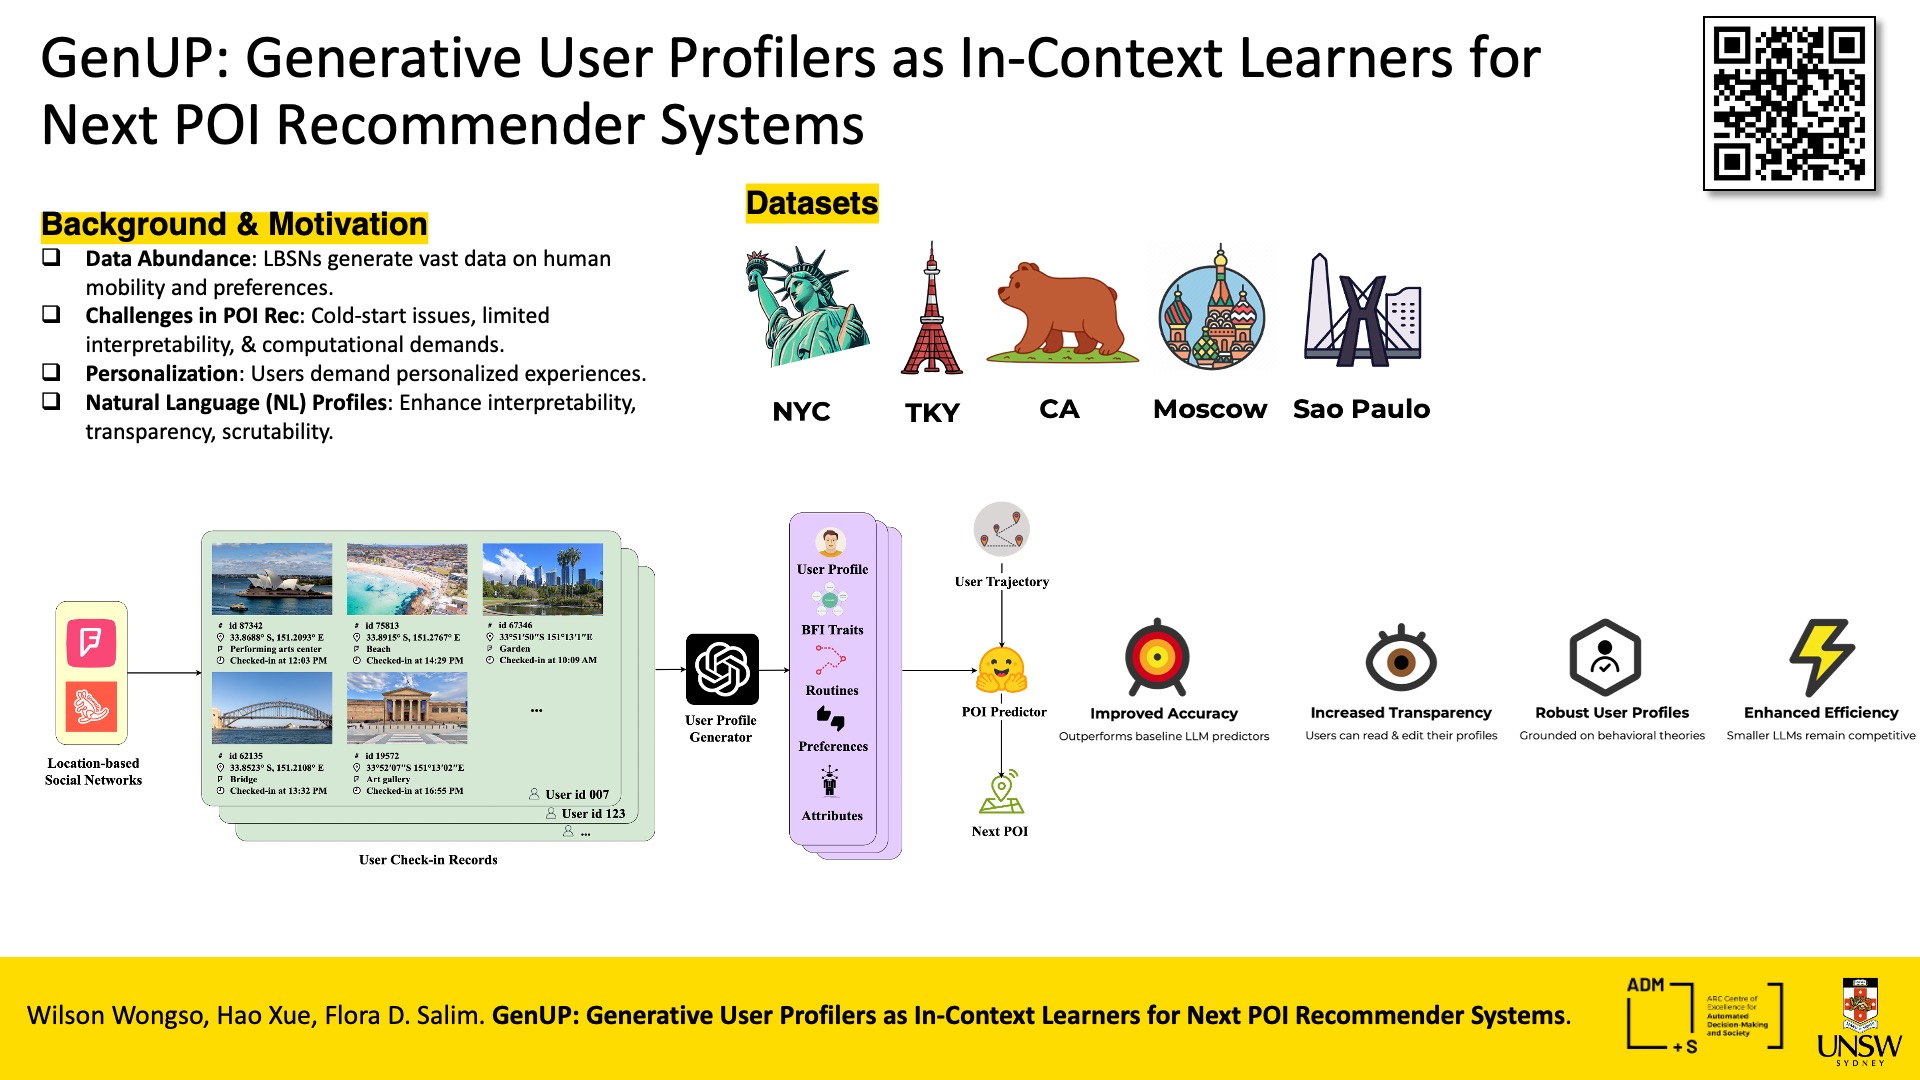 GenUP: Generative User Profilers as In-Context Learners for
Next POI Recommender Systems
Background & Motivation
Data Abundance: LBSNs generate vast data on human
mobility and preferences.
Challenges in POI Rec: Cold-start issues, limited
interpretability, & computational demands.
Personalization: Users demand personalized experiences.
Natural Language (NL) Profiles: Enhance interpretability,
transparency, scrutability.
Datasets
NYC
TKY
CA
Moscow
Sao Paulo
Location-based
Social Networks
# id 87342
33.8688° S, 151.2093° E
Performing arts center
Checked-in at 12:03 PM
# id 75813
33.8915° S, 151.2767° E
Beach
Checked-in at 14:29 PM
# id 67346
33°51'50"S 151°13'1"E
Garden
Checked-in at 10:09 AM
# id 62135
33.8523° S, 151.2108° E
Bridge
Checked-in at 13:32 PM
# id 19572
33°52'07"S 151°13'02"E
Art gallery
Checked-in at 16:55 PM
...
User id 007
User id 123
...
User Check-in Records
User Profile
Generator
User Profile
BFI Traits
Routines
Preferences
Attributes
User Trajectory
POI Predictor
Next POI
Improved Accuracy
Outperforms baseline LLM predictors
Increased Transparency
Users can read & edit their profiles
Robust User Profiles
Grounded on behavioral theories
Enhanced Efficiency
Smaller LLMs remain competitive
Wilson Wongso, Hao Xue, Flora D. Salim. GenUP: Generative User Profilers as In-Context Learners for Next POI Recommender Systems.
ADM
+S
ARC Centre of
Excellence for
Automated
Decision-Making
and Society
UNSW
SYDNEY